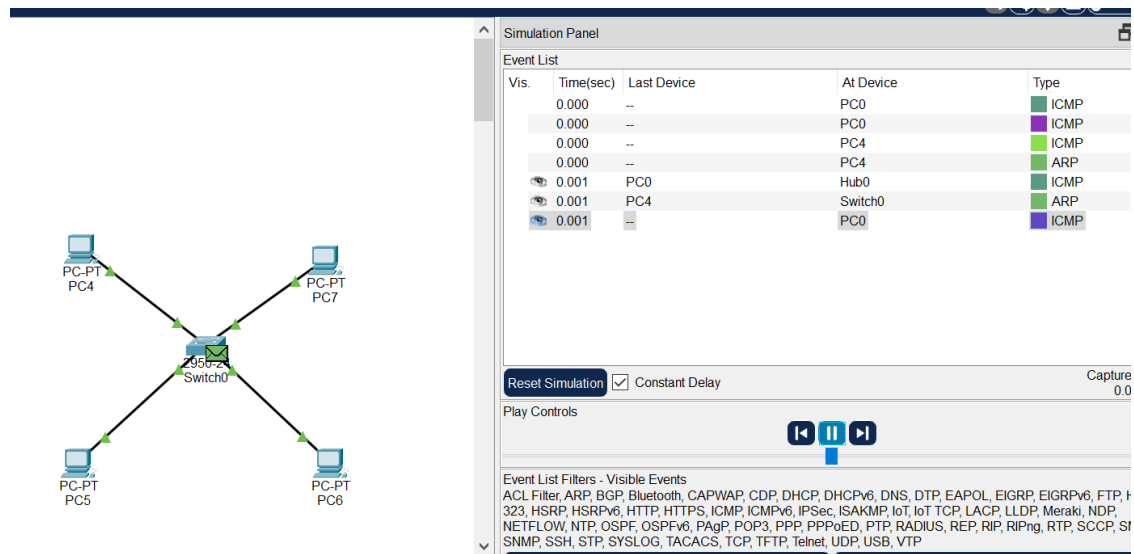 Simulation Panel
Event List
Vis. Time(sec) Last Device At Device Type
0.000 -- PC0 ICMP
0.000 -- PC0 ICMP
0.000 -- PC4 ICMP
0.000 -- PC4 ARP
0.001 PC0 Hub0 ICMP
0.001 PC4 Switch0 ARP
0.001 -- PC0 ICMP
PC-PT
PC4
PC-PT
PC7
Switch0
PC-PT
PC5
PC-PT
PC6
Reset Simulation Constant Delay
Capture
0.0
Play Controls
Event List Filters - Visible Events
ACL Filter, ARP, BGP, Bluetooth, CAPWAP, CDP, DHCP, DHCPv6, DNS, DTP, EAPOL, EIGRP, EIGRPv6, FTP, H
323, HSRP, HSRPv6, HTTP, HTTPS, ICMP, ICMPv6, IPSec, ISAKMP, IoT, IoT TCP, LACP, LLDP, Meraki, NDP,
NETFLOW, NTP, OSPF, OSPFv6, PAgP, POP3, PPP, PPPoED, PTP, RADIUS, REP, RIP, RIPng, RTP, SCCP, SM
SNMP, SSH, STP, SYSLOG, TACACS, TCP, TFTP, Telnet, UDP, USB, VTP